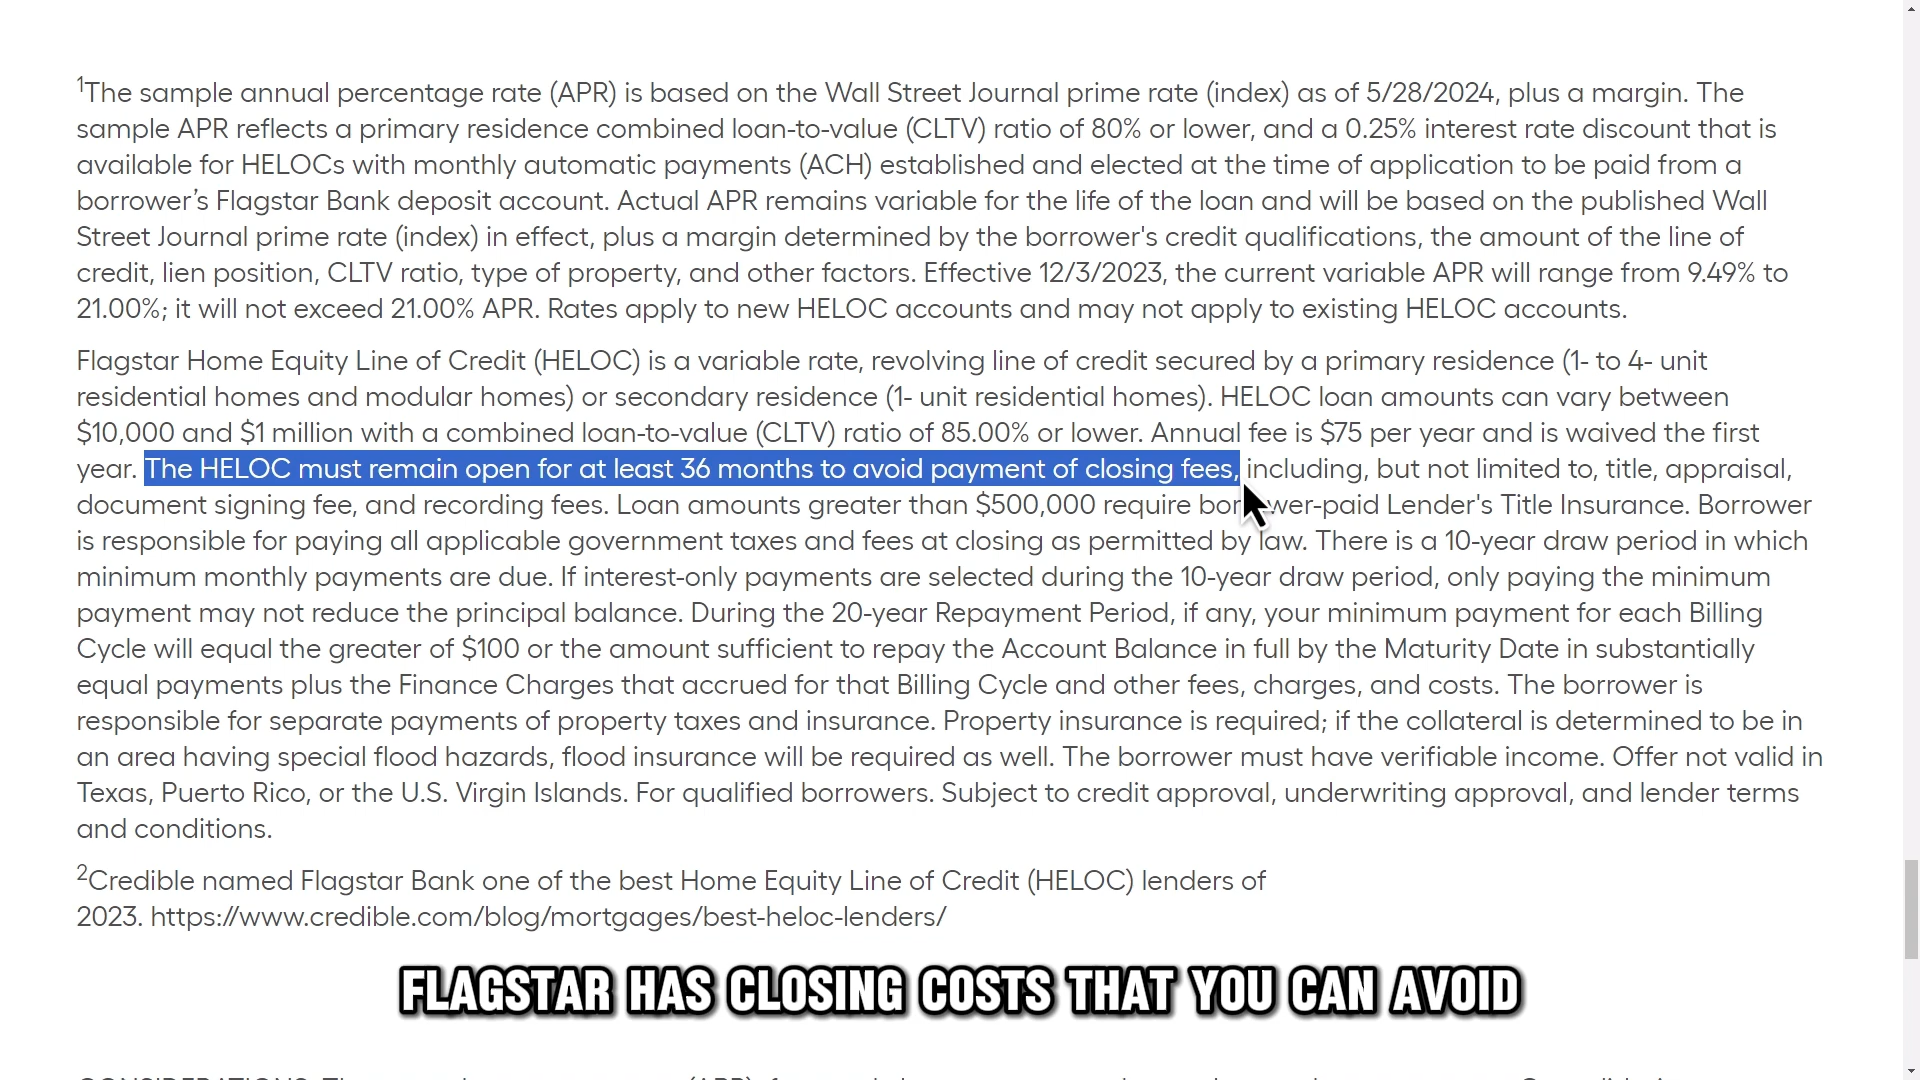 ¹The sample annual percentage rate (APR) is based on the Wall Street Journal prime rate (index) as of 5/28/2024, plus a margin. The
sample APR reflects a primary residence combined loan-to-value (CLTV) ratio of 80% or lower, and a 0.25% interest rate discount that is
available for HELOCs with monthly automatic payments (ACH) established and elected at the time of application to be paid from a
borrower’s Flagstar Bank deposit account. Actual APR remains variable for the life of the loan and will be based on the published Wall
Street Journal prime rate (index) in effect, plus a margin determined by the borrower's credit qualifications, the amount of the line of
credit, lien position, CLTV ratio, type of property, and other factors. Effective 12/3/2023, the current variable APR will range from 9.49% to
21.00%; it will not exceed 21.00% APR. Rates apply to new HELOC accounts and may not apply to existing HELOC accounts.
Flagstar Home Equity Line of Credit (HELOC) is a variable rate, revolving line of credit secured by a primary residence (1- to 4- unit
residential homes and modular homes) or secondary residence (1- unit residential homes). HELOC loan amounts can vary between
$10,000 and $1 million with a combined loan-to-value (CLTV) ratio of 85.00% or lower. Annual fee is $75 per year and is waived the first
year. The HELOC must remain open for at least 36 months to avoid payment of closing fees, including, but not limited to, title, appraisal,
document signing fee, and recording fees. Loan amounts greater than $500,000 require borrower-paid Lender's Title Insurance. Borrower
is responsible for paying all applicable government taxes and fees at closing as permitted by law. There is a 10-year draw period in which
minimum monthly payments are due. If interest-only payments are selected during the 10-year draw period, only paying the minimum
payment may not reduce the principal balance. During the 20-year Repayment Period, if any, your minimum payment for each Billing
Cycle will equal the greater of $100 or the amount sufficient to repay the Account Balance in full by the Maturity Date in substantially
equal payments plus the Finance Charges that accrued for that Billing Cycle and other fees, charges, and costs. The borrower is
responsible for separate payments of property taxes and insurance. Property insurance is required; if the collateral is determined to be in
an area having special flood hazards, flood insurance will be required as well. The borrower must have verifiable income. Offer not valid in
Texas, Puerto Rico, or the U.S. Virgin Islands. For qualified borrowers. Subject to credit approval, underwriting approval, and lender terms
and conditions.
²Credible named Flagstar Bank one of the best Home Equity Line of Credit (HELOC) lenders of
2023. https://www.credible.com/blog/mortgages/best-heloc-lenders/
FLAGSTAR HAS CLOSING COSTS THAT YOU CAN AVOID